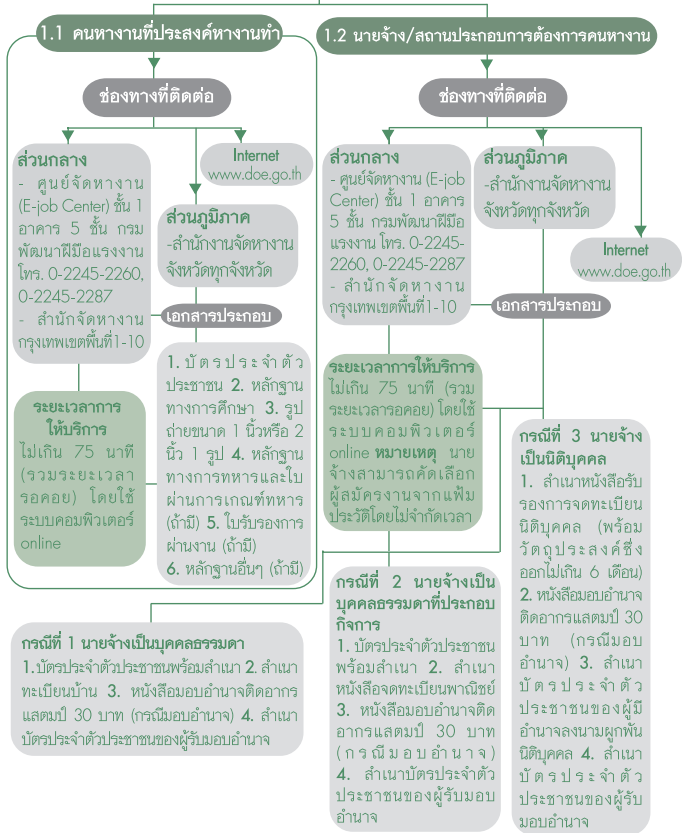 1.1 คนหางานที่ประสงค์หางานทำ
ช่องทางที่ติดต่อ
ส่วนกลาง
- ศูนย์จัดหางาน
(E-job Center) ชั้น 1
อาคาร 5 ชั้น กรม
พัฒนาฝีมือแรงงาน
โทร. 0-2245-2260,
0-2245-2287
- สำนักจัดหางาน
กรุงเทพเขตพื้นที่1-10
Internet
www.doe.go.th
ส่วนภูมิภาค
-สำนักงานจัดหางาน
จังหวัดทุกจังหวัด
เอกสารประกอบ
1. บัตรประจำตัว
ประชาชน 2. หลักฐาน
ทางการศึกษา 3. รูป
ถ่ายขนาด 1 นิ้วหรือ 2
นิ้ว 1 รูป 4. หลักฐาน
ทางการทหารและใบ
ผ่านการเกณฑ์ทหาร
(ถ้ามี) 5. ใบรับรองการ
ผ่านงาน (ถ้ามี)
6. หลักฐานอื่นๆ (ถ้ามี)
ระยะเวลาการ
ให้บริการ
ไม่เกิน 75 นาที
(รวมระยะเวลา
รอคอย) โดยใช้
ระบบคอมพิวเตอร์
online
1.2 นายจ้าง/สถานประกอบการต้องการคนหางาน
ช่องทางที่ติดต่อ
ส่วนกลาง
- ศูนย์จัดหางาน (E-job
Center) ชั้น 1 อาคาร
5 ชั้น กรมพัฒนาฝีมือ
แรงงาน โทร. 0-2245-
2260, 0-2245-2287
- สำนักจัดหางาน
กรุงเทพเขตพื้นที่1-10
ส่วนภูมิภาค
-สำนักงานจัดหางาน
จังหวัดทุกจังหวัด
Internet
www.doe.go.th
เอกสารประกอบ
ระยะเวลาการให้บริการ
ไม่เกิน 75 นาที (รวม
ระยะเวลารอคอย) โดยใช้
ระบบคอมพิวเตอร์
online หมายเหตุ นาย
จ้างสามารถคัดเลือก
ผู้สมัครงานจากแฟ้ม
ประวัติโดยไม่จำกัดเวลา
กรณีที่ 1 นายจ้างเป็นบุคคลธรรมดา
1.บัตรประจำตัวประชาชนพร้อมสำเนา 2. สำเนา
ทะเบียนบ้าน 3. หนังสือมอบอำนาจติดอากร
แสตมป์ 30 บาท (กรณีมอบอำนาจ) 4. สำเนา
บัตรประจำตัวประชาชนของผู้รับมอบอำนาจ
กรณีที่ 2 นายจ้างเป็น
บุคคลธรรมดาที่ประกอบ
กิจการ
1. บัตรประจำตัวประชาชน
พร้อมสำเนา 2. สำเนา
หนังสือจดทะเบียนพาณิชย์
3. หนังสือมอบอำนาจติด
อากรแสตมป์ 30 บาท
(กรณีมอบอำนาจ)
4. สำเนาบัตรประจำตัว
ประชาชนของผู้รับมอบ
อำนาจ
กรณีที่ 3 นายจ้าง
เป็นนิติบุคคล
1. สำเนาหนังสือรับ
รองการจดทะเบียน
นิติบุคคล (พร้อม
วัตถุประสงค์ซึ่ง
ออกไม่เกิน 6 เดือน)
2. หนังสือมอบอำนาจ
ติดอากรแสตมป์ 30
บาท (กรณีมอบ
อำนาจ) 3. สำเนา
บัตรประจำตัว
ประชาชนของผู้มี
อำนาจลงนามผูกพัน
นิติบุคคล 4. สำเนา
บัตรประจำตัว
ประชาชนของผู้รับ
มอบอำนาจ